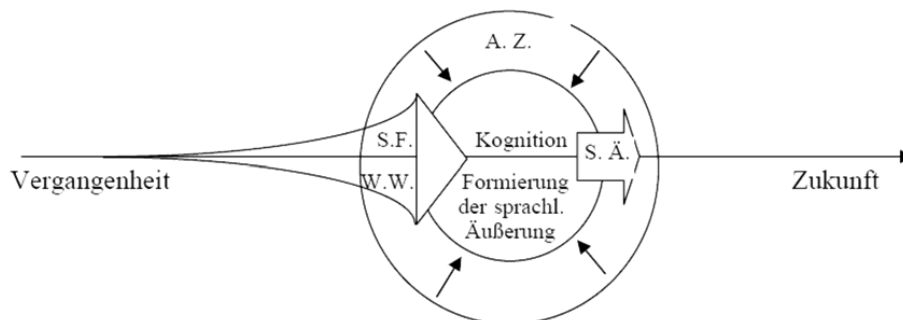 A. Z.
S.F.
Kognition
S. Ä.
Vergangenheit
W.W.
Formierung
der sprachl.
Äußerung
Zukunft